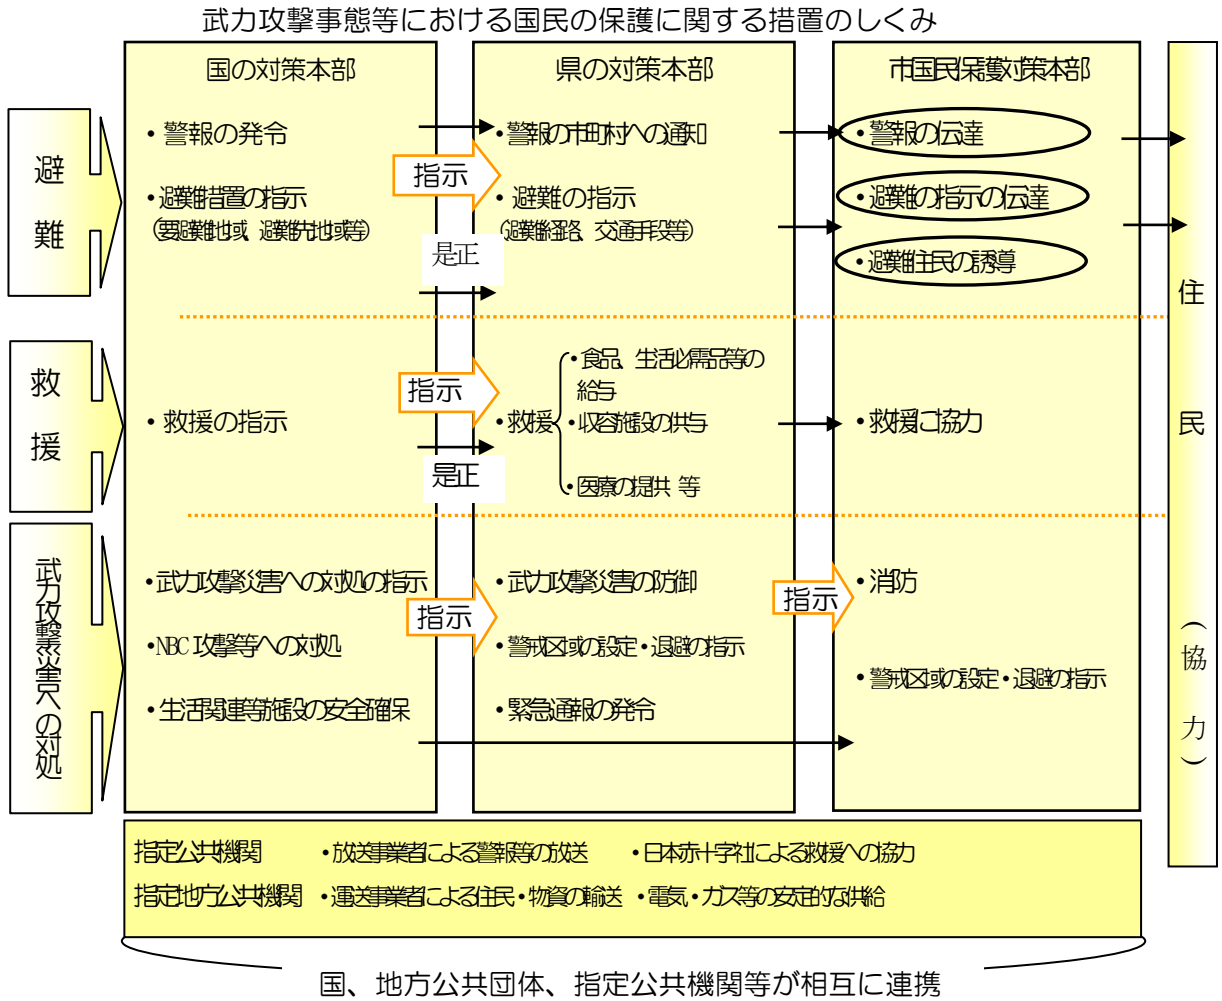 武力攻撃事態等における国民の保護に関する措置のしくみ
国の対策本部
県の対策本部
市国民保護対策本部
避難
・警報の発令
・警報の市町村への通知
・警報の伝達
指示
・避難措置の指示
(要避難地域、避難先地域等)
・避難の指示
(避難経路、交通手段等)
・避難の指示の伝達
是正
・避難住民の誘導
救援
指示
・救援の指示
・救援
・食品、生活必需品等の
給与
・収容施設の供与
・医療の提供 等
・救援に協力
是正
武力攻撃災害への対処
・武力攻撃災害への対処の指示
・武力攻撃災害の防御
・消防
指示
指示
・NBC攻撃等への対処
・警戒区域の設定・退避の指示
・警戒区域の設定・退避の指示
・生活関連等施設の安全確保
・緊急通報の発令
住民(協力)
指定公共機関 ・放送事業者による警報等の放送 ・日本赤十字社による救援への協力
指定地方公共機関 ・運送事業者による住民・物資の輸送 ・電気・ガス等の安定的な供給
国、地方公共団体、指定公共機関等が相互に連携